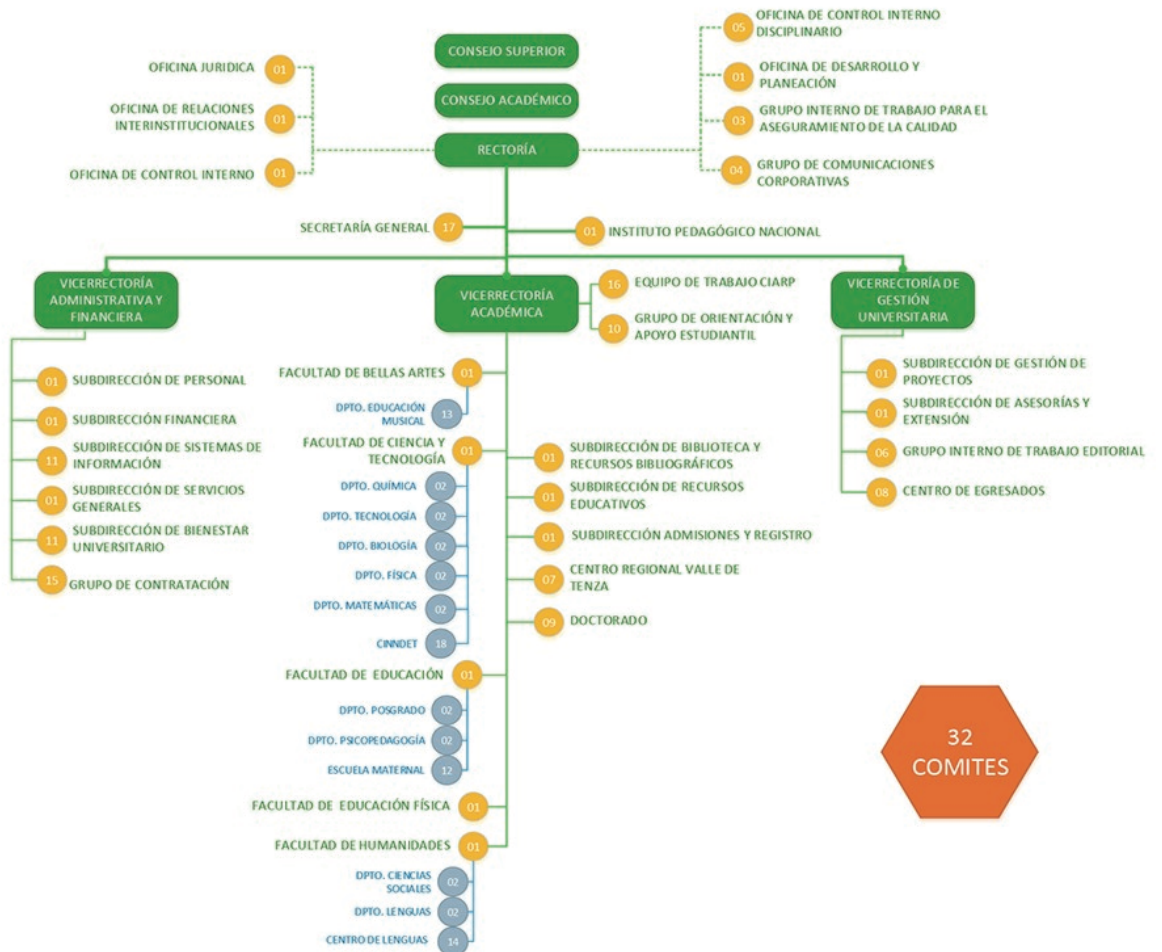 CONSEJO SUPERIOR
CONSEJO ACADÉMICO
RECTORÍA
OFICINA JURIDICA
01
OFICINA DE RELACIONES
INTERINSTITUCIONALES
01
OFICINA DE CONTROL INTERNO
01
05
OFICINA DE CONTROL INTERNO
DISCIPLINARIO
01
OFICINA DE DESARROLLO Y
PLANEACIÓN
03
GRUPO INTERNO DE TRABAJO PARA EL
ASEGURAMIENTO DE LA CALIDAD
04
GRUPO DE COMUNICACIONES
CORPORATIVAS
SECRETARÍA GENERAL
17
01
INSTITUTO PEDAGÓGICO NACIONAL
VICERRECTORÍA
ADMINISTRATIVA Y
FINANCIERA
01
SUBDIRECCIÓN DE PERSONAL
01
SUBDIRECCIÓN FINANCIERA
11
SUBDIRECCIÓN DE SISTEMAS DE
INFORMACIÓN
01
SUBDIRECCIÓN DE SERVICIOS
GENERALES
11
SUBDIRECCIÓN DE BIENESTAR
UNIVERSITARIO
15
GRUPO DE CONTRATACIÓN
VICERRECTORÍA
ACADÉMICA
16
EQUIPO DE TRABAJO CIARP
10
GRUPO DE ORIENTACIÓN Y
APOYO ESTUDIANTIL
FACULTAD DE BELLAS ARTES
01
DPTO. EDUCACIÓN
MUSICAL
13
FACULTAD DE CIENCIA Y
TECNOLOGÍA
01
DPTO. QUÍMICA
02
DPTO. TECNOLOGÍA
02
DPTO. BIOLOGÍA
02
DPTO. FÍSICA
02
DPTO. MATEMÁTICAS
02
CINNDET
18
FACULTAD DE EDUCACIÓN
01
DPTO. POSGRADO
02
DPTO. PSICOPEDAGOGÍA
02
ESCUELA MATERNAL
12
FACULTAD DE EDUCACIÓN FÍSICA
01
FACULTAD DE HUMANIDADES
01
DPTO. CIENCIAS
SOCIALES
02
DPTO. LENGUAS
02
CENTRO DE LENGUAS
14
01
SUBDIRECCIÓN DE BIBLIOTECA Y
RECURSOS BIBLIOGRÁFICOS
01
SUBDIRECCIÓN DE RECURSOS
EDUCATIVOS
01
SUBDIRECCIÓN ADMISIONES Y REGISTRO
07
CENTRO REGIONAL VALLE DE
TENZA
09
DOCTORADO
VICERRECTORÍA DE
GESTIÓN
UNIVERSITARIA
01
SUBDIRECCIÓN DE GESTIÓN DE
PROYECTOS
01
SUBDIRECCIÓN DE ASESORÍAS Y
EXTENSIÓN
06
GRUPO INTERNO DE TRABAJO EDITORIAL
08
CENTRO DE EGRESADOS
32
COMITES